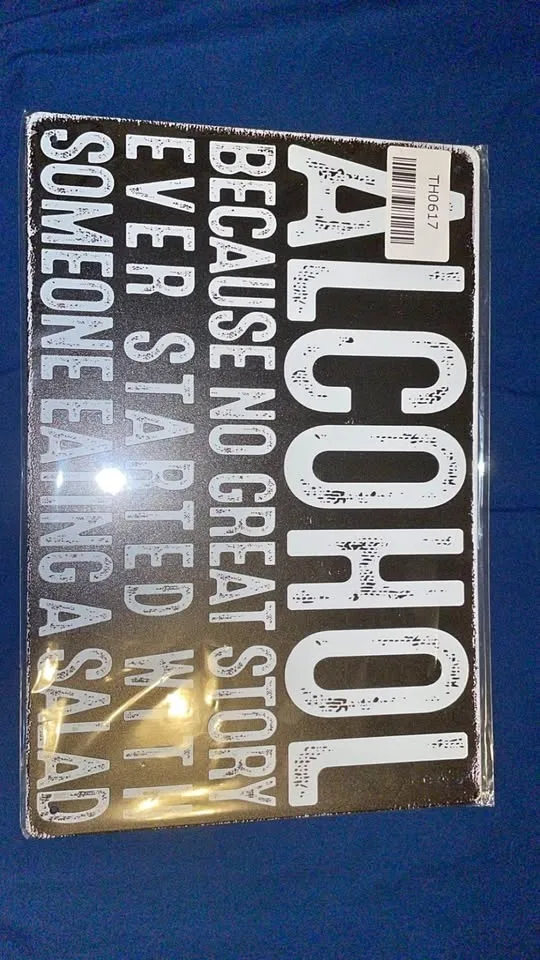 ALCOHOL
BECAUSE NO GREAT STORY
EVER STARTED WITH
SOMEONE EATING A SALAD
TH0617